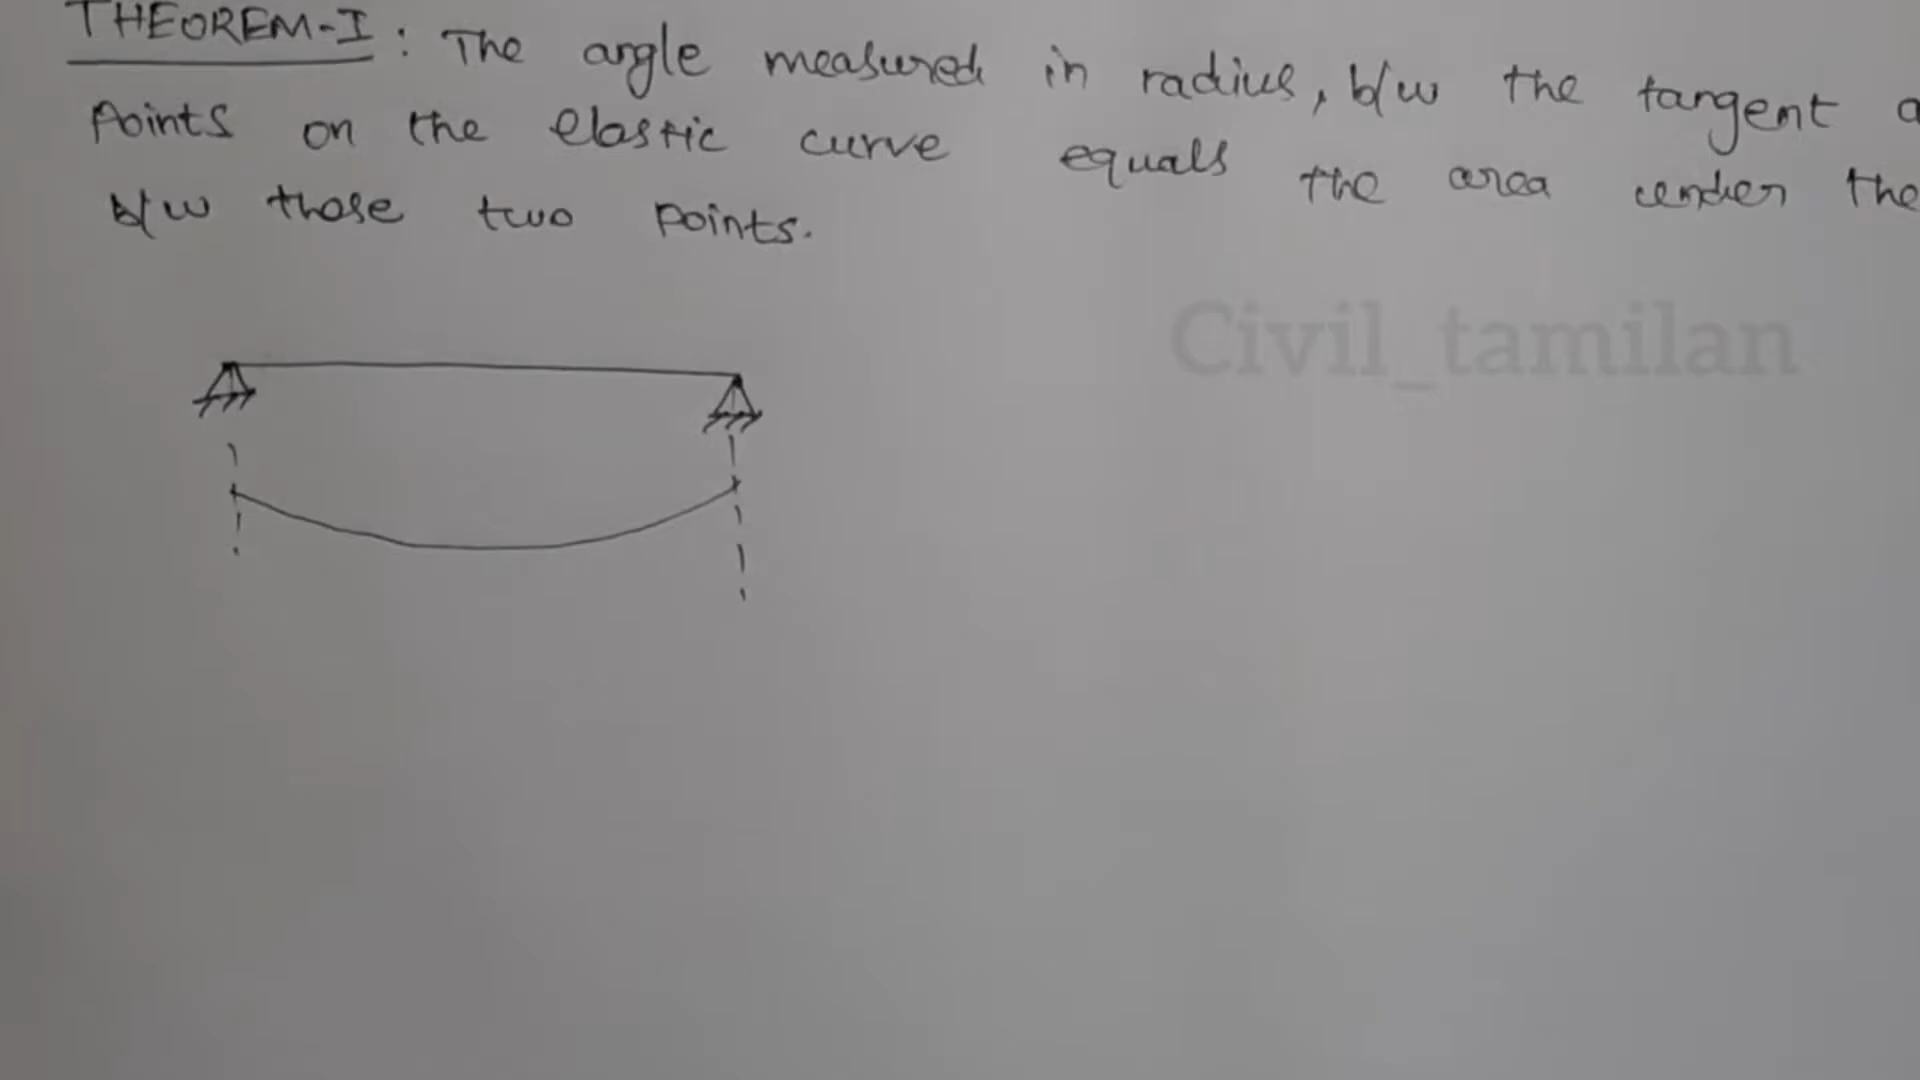 THEOREM-I : The angle measured in radius, b/w the tangent a
Points on the elastic curve equals the area under the
b/w those two points.
Civil_tamilan